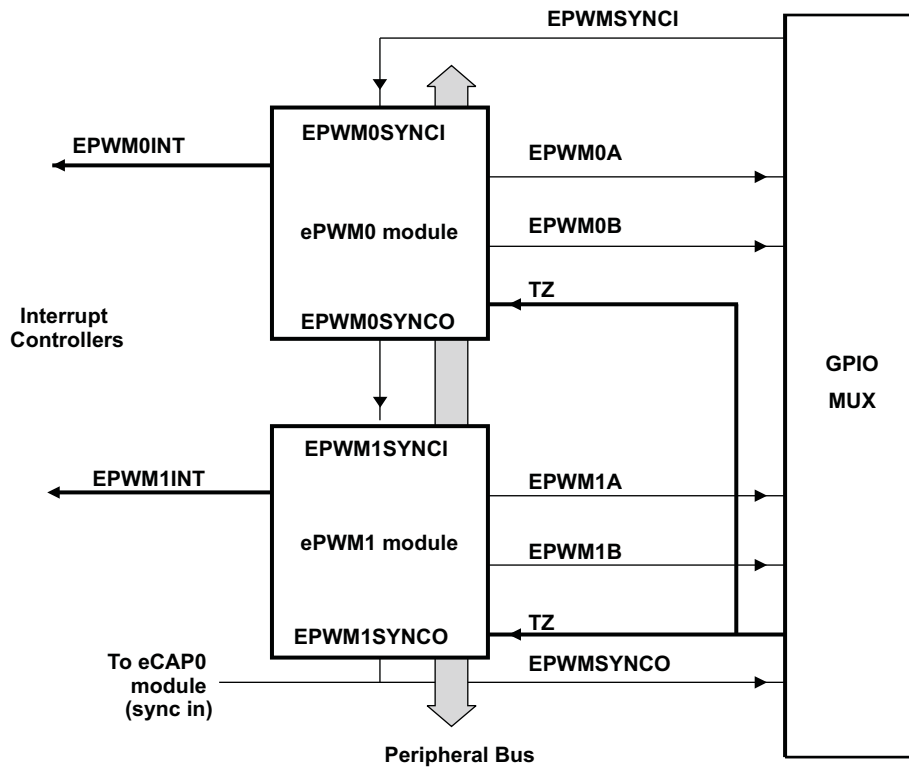 EPWMSYNCI
EPWM0SYNCI
EPWM0INT
EPWM0A
ePWM0 module
EPWM0B
TZ
EPWM0SYNCO
Interrupt
Controllers
GPIO
MUX
EPWM1SYNCI
EPWM1INT
EPWM1A
ePWM1 module
EPWM1B
TZ
EPWM1SYNCO
To eCAP0
module
(sync in)
EPWMSYNCO
Peripheral Bus